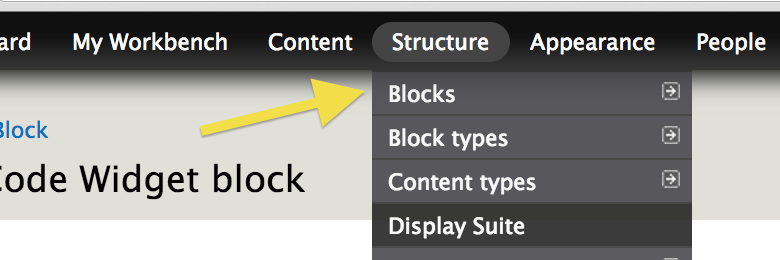 ard My Workbench Content Structure Appearance People
Blocks
Block
Block types
Code Widget block
Content types
Display Suite